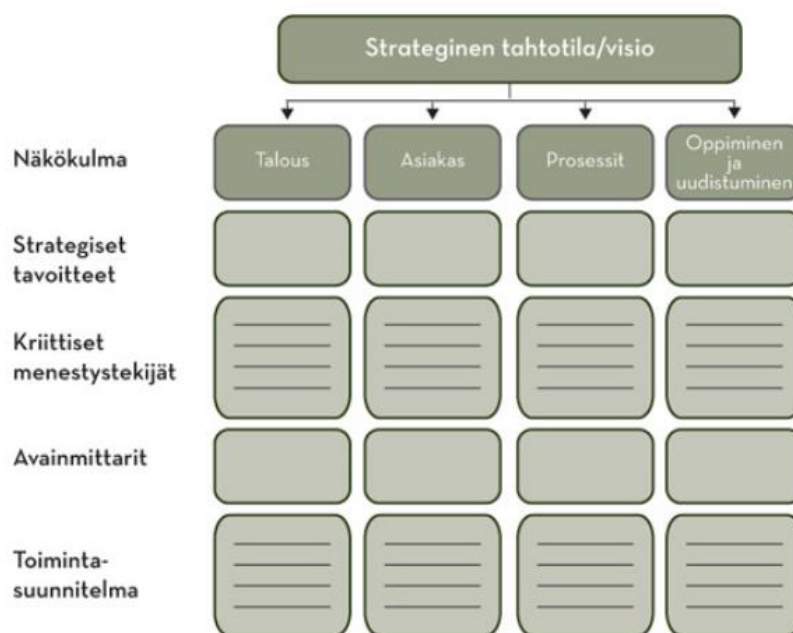 Strateginen tahtotila/visio
Näkökulma
Talous
Asiakas
Prosessit
Oppiminen
ja
uudistuminen
Strategiset
tavoitteet
Kriittiset
menestystekijät
Avainmittarit
Toiminta-
suunnitelma